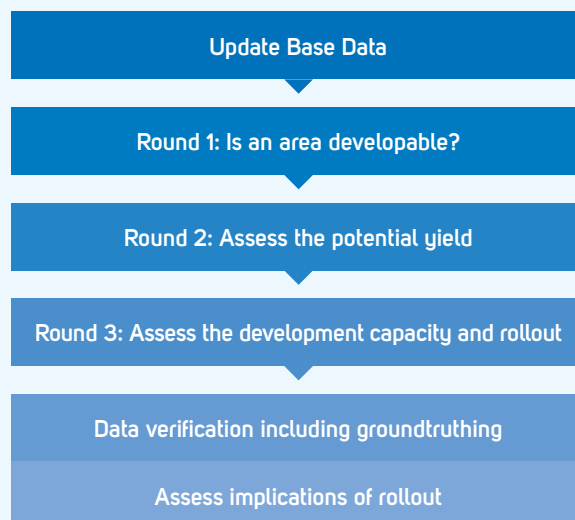 Update Base Data
Round 1: Is an area developable?
Round 2: Assess the potential yield
Round 3: Assess the development capacity and rollout
Data verification including groundtruthing
Assess implications of rollout